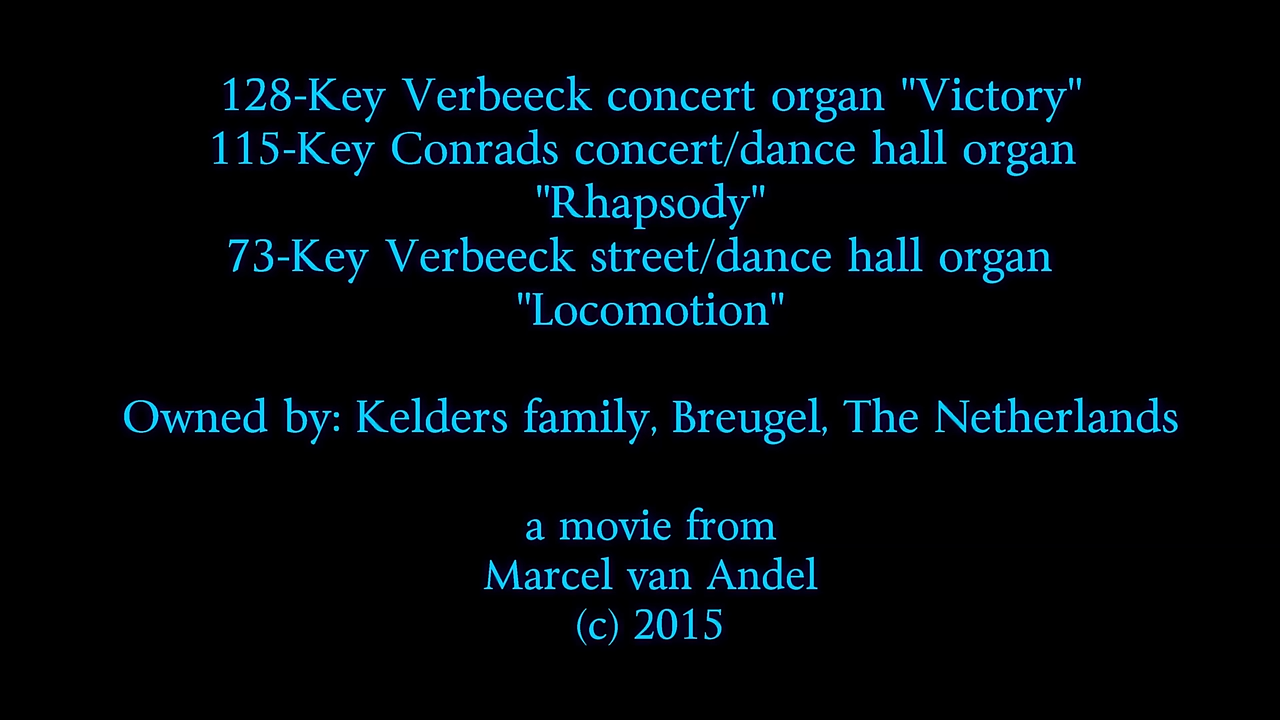 128-Key Verbeeck concert organ "Victory"
115-Key Conrads concert/dance hall organ
"Rhapsody"
73-Key Verbeeck street/dance hall organ
"Locomotion"
Owned by: Kelders family, Breugel, The Netherlands
a movie from
Marcel van Andel
(c) 2015